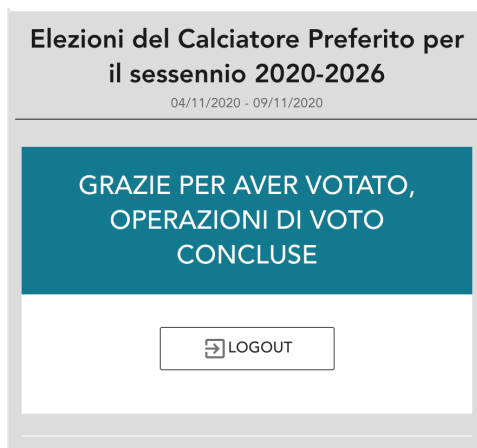 Elezioni del Calciatore Preferito per
il sessennio 2020-2026
04/11/2020 - 09/11/2020
GRAZIE PER AVER VOTATO,
OPERAZIONI DI VOTO
CONCLUSE
LOGOUT